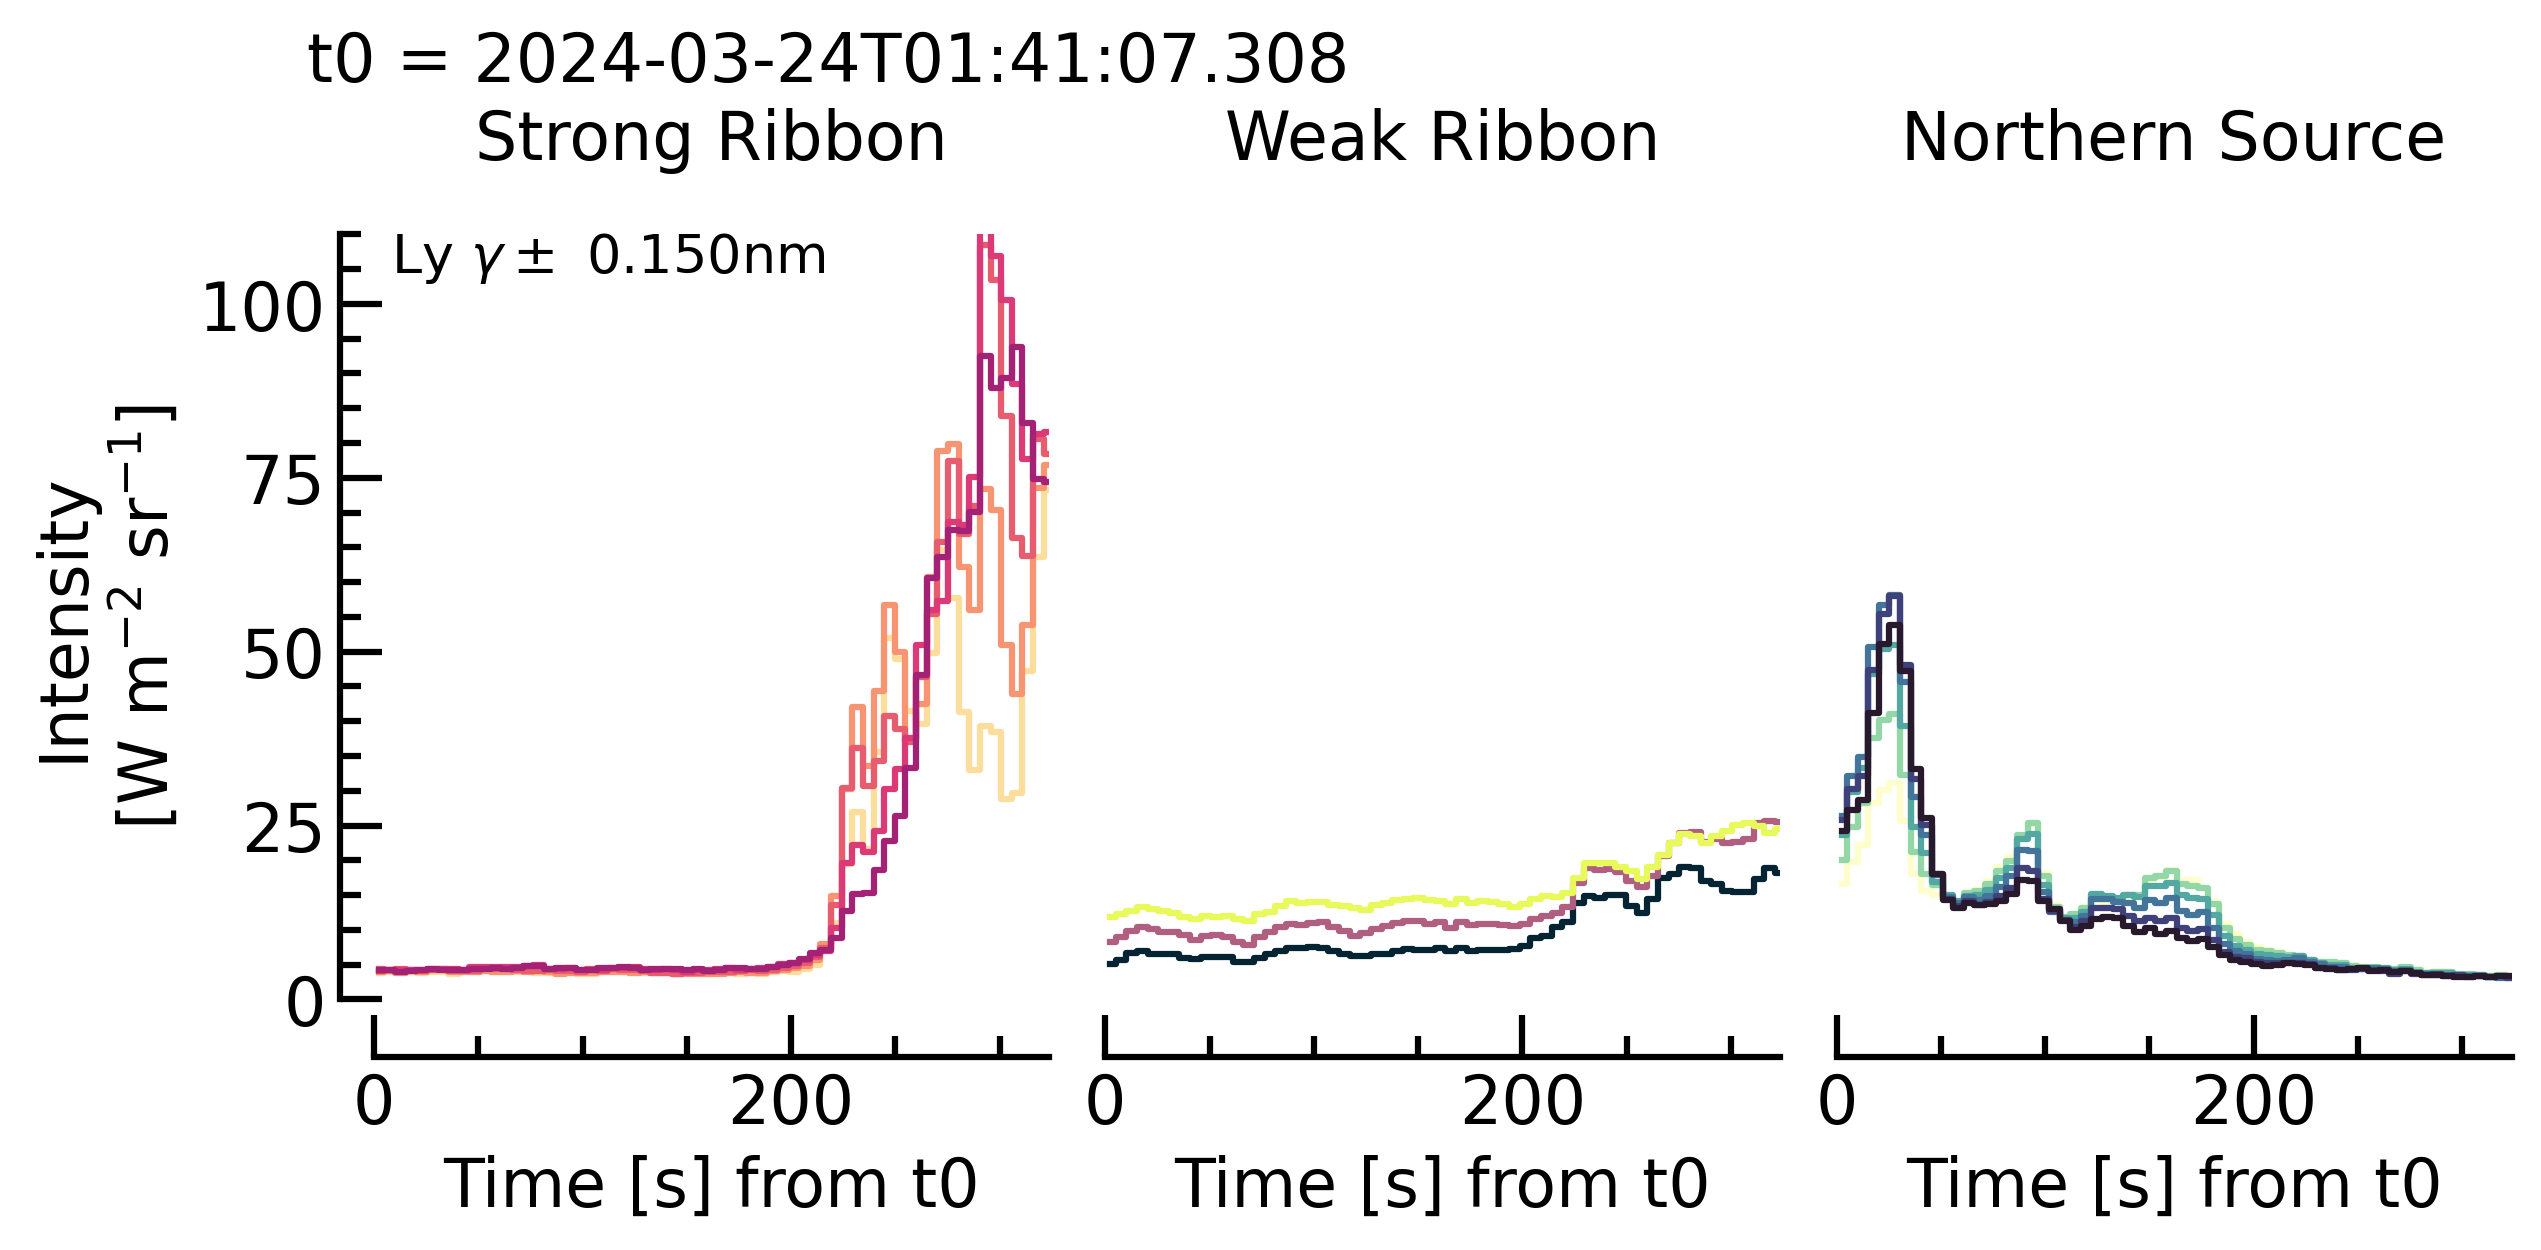 t0 = 2024-03-24T01:41:07.308
Strong Ribbon
Weak Ribbon
Northern Source
Ly γ ± 0.150nm
Intensity
[W m⁻² sr⁻¹]
100
75
50
25
0
0 200
0 200
0 200
Time [s] from t0
Time [s] from t0
Time [s] from t0